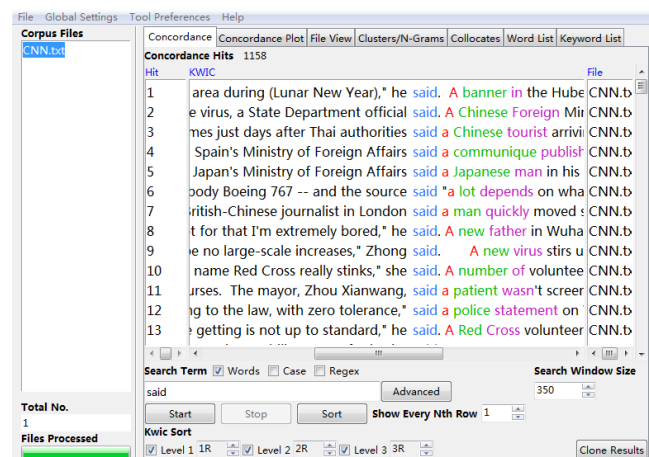 File Global Settings Tool Preferences Help
Corpus Files
CNN.txt
Concordance Concordance Plot File View Clusters/N-Grams Collocates Word List Keyword List
Concordance Hits 1158
Hit KWIC File
1 area during (Lunar New Year)," he said. A banner in the Hube CNN.tx
2 e virus, a State Department official said. A Chinese Foreign Min CNN.tx
3 mes just days after Thai authorities said a Chinese tourist arrivi CNN.tx
4 Spain's Ministry of Foreign Affairs said a communique publish CNN.tx
5 Japan's Ministry of Foreign Affairs said a Japanese man in his CNN.tx
6 body Boeing 767 -- and the source said "a lot depends on wha CNN.tx
7 British-Chinese journalist in London said a man quickly moved s CNN.tx
8 t for that I'm extremely bored," he said. A new father in Wuha CNN.tx
9 be no large-scale increases," Zhong said. A new virus stirs u CNN.tx
10 name Red Cross really stinks," she said. A number of voluntee CNN.tx
11 urses. The mayor, Zhou Xianwang, said a patient wasn't screer CNN.tx
12 ng to the law, with zero tolerance," said a police statement on CNN.tx
13 e getting is not up to standard," he said. A Red Cross volunteer CNN.tx
Search Term Words Case Regex Search Window Size
said Advanced 350
Total No.
1
Files Processed
Start Stop Sort Show Every Nth Row 1
Kwic Sort
Level 1 1R Level 2 2R Level 3 3R Clone Results